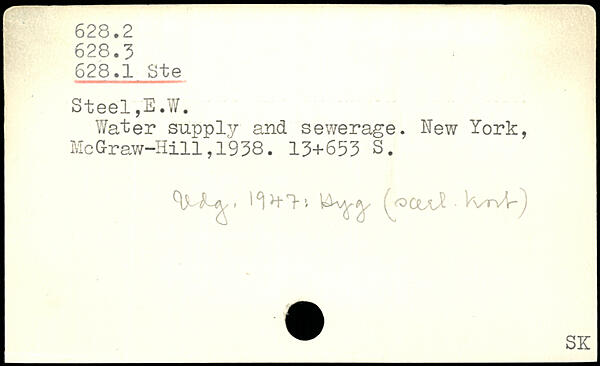 628.2
628.3
628.1 Ste
Steel,E.W.
Water supply and sewerage. New York,
McGraw-Hill,1938. 13+653 S.
Udg. 1947: Hyg (særl. kort)
SK